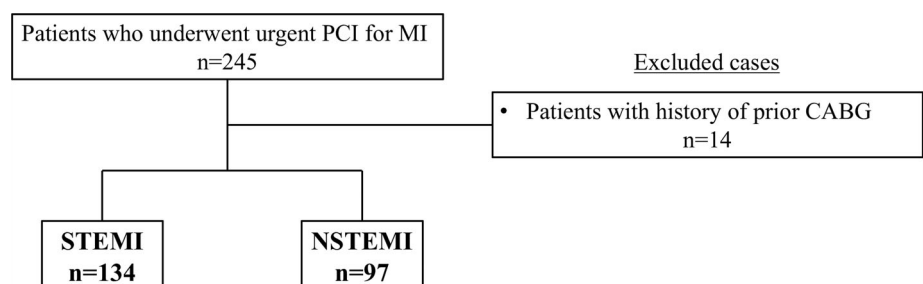 Patients who underwent urgent PCI for MI
n=245
Excluded cases
• Patients with history of prior CABG
n=14
STEMI
n=134
NSTEMI
n=97